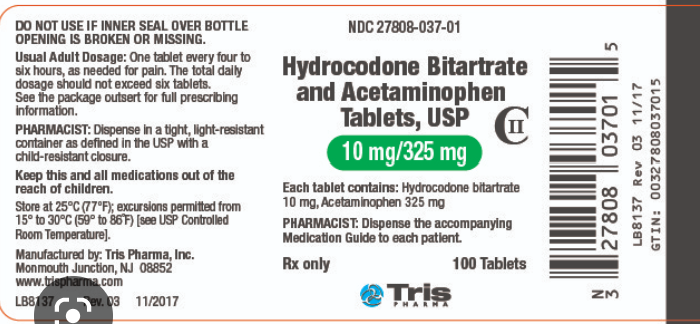 DO NOT USE IF INNER SEAL OVER BOTTLE
OPENING IS BROKEN OR MISSING.
Usual Adult Dosage: One tablet every four to
six hours, as needed for pain. The total daily
dosage should not exceed six tablets.
See the package outsert for full prescribing
information.
PHARMACIST: Dispense in a tight, light-resistant
container as defined in the USP with a
child-resistant closure.
Keep this and all medications out of the
reach of children.
Store at 25°C (77°F); excursions permitted from
15° to 30°C (59° to 86°F) [see USP Controlled
Room Temperature].
Manufactured by: Tris Pharma, Inc.
Monmouth Junction, NJ 08852
www.trispharma.com
LB8137 Rev. 03 11/2017
NDC 27808-037-01
Hydrocodone Bitartrate
and Acetaminophen
Tablets, USP
CII
10 mg/325 mg
Each tablet contains: Hydrocodone bitartrate
10 mg, Acetaminophen 325 mg
PHARMACIST: Dispense the accompanying
Medication Guide to each patient.
Rx only 100 Tablets
Tris
PHARMA
N 3 27808 03701 5
LB8137 Rev 03 11/17
GTIN: 00327808037015